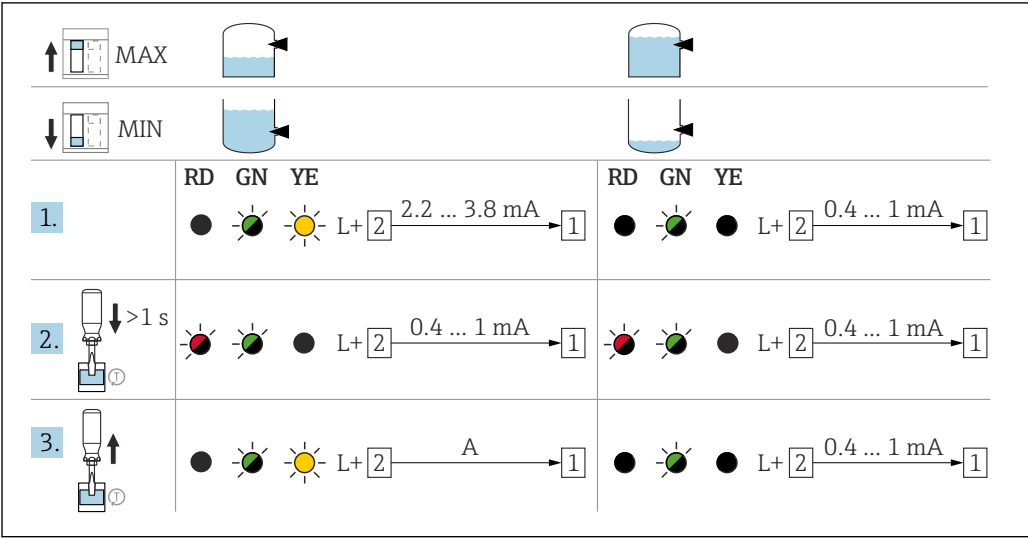 MAX
MIN
RD GN YE RD GN YE
1. L+ 2 2.2 ... 3.8 mA 1 L+ 2 0.4 ... 1 mA 1
2. >1 s T L+ 2 0.4 ... 1 mA 1 L+ 2 0.4 ... 1 mA 1
3. T L+ 2 A 1 L+ 2 0.4 ... 1 mA 1